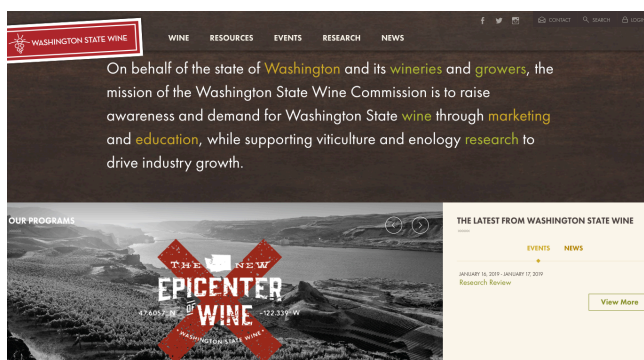 CONTACT
SEARCH
LOGIN
WASHINGTON STATE WINE
WINE RESOURCES EVENTS RESEARCH NEWS
On behalf of the state of Washington and its wineries and growers, the
mission of the Washington State Wine Commission is to raise
awareness and demand for Washington State wine through marketing
and education, while supporting viticulture and enology research to
drive industry growth.
OUR PROGRAMS
THE NEW
EPICENTER
OF
WINE
47.6057° N
-122.339° W
• WASHINGTON STATE WINE •
THE LATEST FROM WASHINGTON STATE WINE
EVENTS NEWS
JANUARY 16, 2019 - JANUARY 17, 2019
Research Review
View More